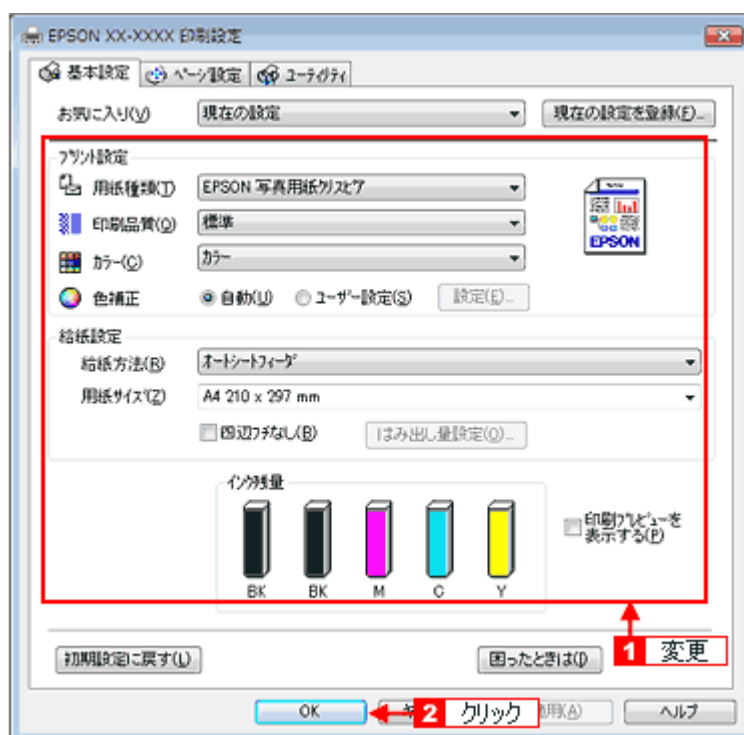 EPSON XX-XXXX 印刷設定
基本設定 ページ設定 ユーティリティ
お気に入り(V) 現在の設定 現在の設定を登録(F)...
プリント設定
用紙種類(T) EPSON 写真用紙クリスピア
印刷品質(Q) 標準
カラー(C) カラー
色補正 自動(U) ユーザー設定(S) 設定(E)...
EPSON
給紙設定
給紙方法(R) オートシートフィーダ
用紙サイズ(Z) A4 210 x 297 mm
四辺フチなし(B) はみ出し量設定(O)...
インク残量
BK BK M C Y
印刷プレビューを
表示する(P)
初期設定に戻す(L) 困ったときは(I) 1 変更
OK 2 クリック 用(A) ヘルプ